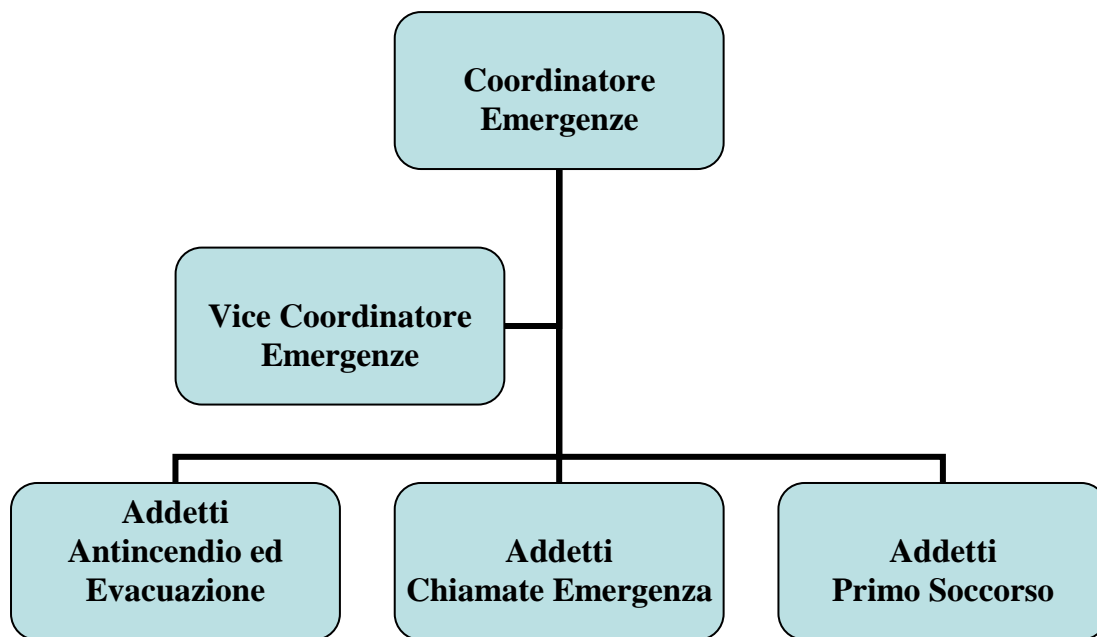 Coordinatore
Emergenze
Vice Coordinatore
Emergenze
Addetti
Antincendio ed
Evacuazione
Addetti
Chiamate Emergenza
Addetti
Primo Soccorso